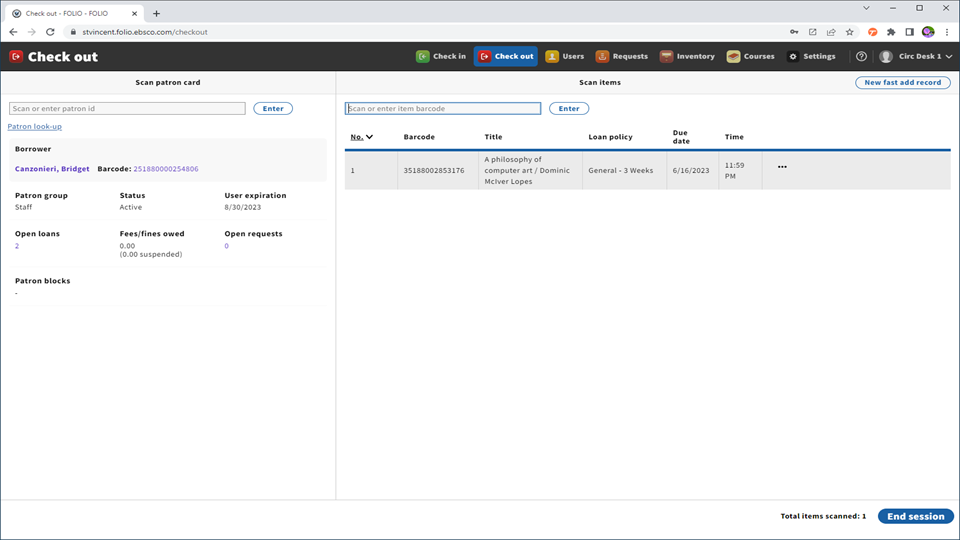 Check out - FOLIO - FOLIO
stvincent.folio.ebsco.com/checkout
Check out
Check in
Check out
Users
Requests
Inventory
Courses
Settings
Circ Desk 1
Scan patron card
Scan or enter patron id
Enter
Patron look-up
Borrower
Canzonieri, Bridget Barcode: 251880000254806
Patron group Status User expiration
Staff Active 8/30/2023
Open loans Fees/fines owed Open requests
2 0.00 0
(0.00 suspended)
Patron blocks
-
Scan items
New fast add record
Scan or enter item barcode
Enter
No. Barcode Title Loan policy Due date Time
1 35188002853176 A philosophy of computer art / Dominic McIver Lopes General - 3 Weeks 6/16/2023 11:59 PM
Total items scanned: 1
End session